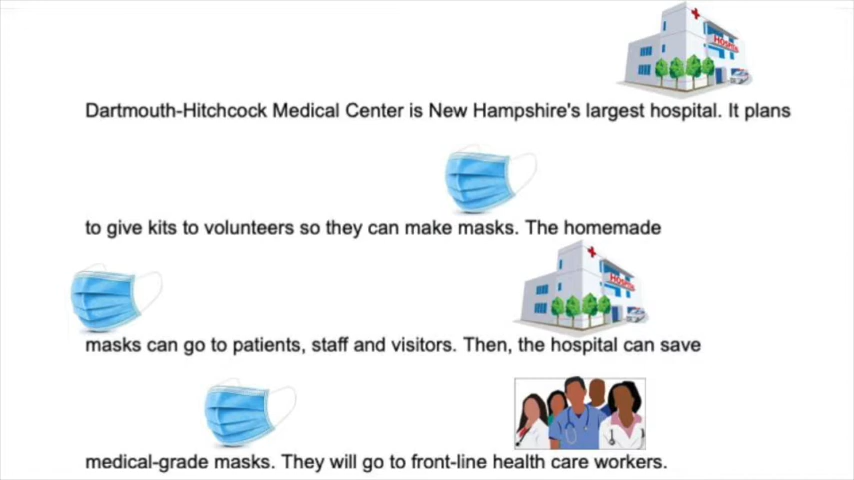 HOSPITAL
Dartmouth-Hitchcock Medical Center is New Hampshire's largest hospital. It plans
to give kits to volunteers so they can make masks. The homemade
HOSPITAL
masks can go to patients, staff and visitors. Then, the hospital can save
medical-grade masks. They will go to front-line health care workers.